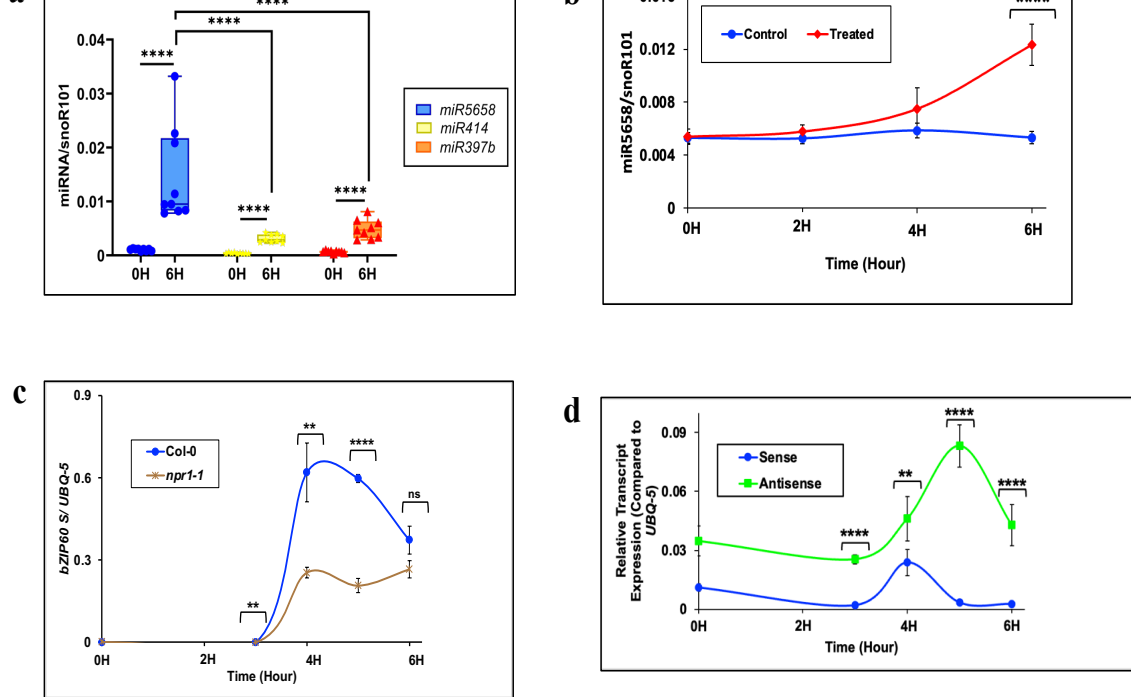 ****
****
****
0.04
0.03
0.02
0.01
0
miRNA/snoR101
****
****
0H
6H
0H
6H
0H
6H
miR5658
miR414
miR397b
b
****
Control
Treated
0.012
0.008
0.004
0
miR5658/snoR101
0H
2H
4H
6H
Time (Hour)
c
0.9
0.6
0.3
0
bZIP60 S/ UBQ-5
Col-0
npr1-1
**
**
****
ns
0H
2H
4H
6H
Time (Hour)
d
0.09
0.06
0.03
0
Relative Transcript
Expression (Compared to
UBQ-5)
Sense
Antisense
****
**
****
****
0H
2H
4H
6H
Time (Hour)